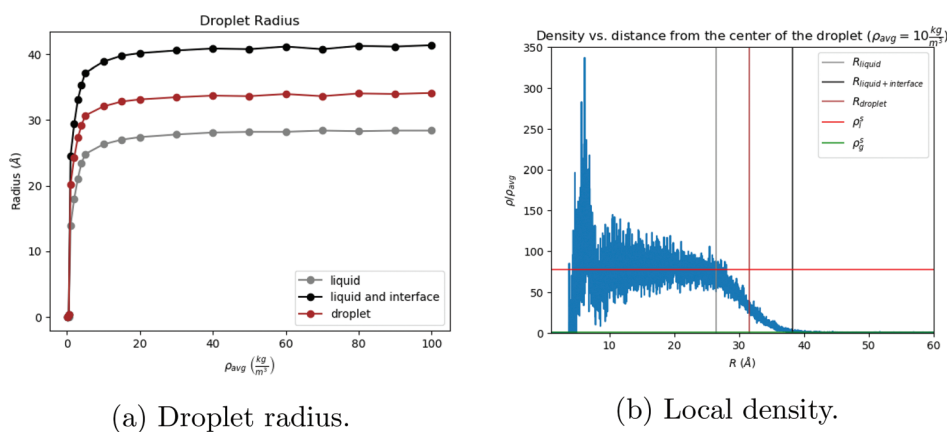 Droplet Radius
Radius (Å)
40
30
20
10
0
0 20 40 60 80 100
ρavg (kg/m³)
liquid
liquid and interface
droplet
(a) Droplet radius.
Density vs. distance from the center of the droplet (ρavg = 10 kg/m³)
ρ/ρavg
350
300
250
200
150
100
50
0
10 20 30 40 50 60
R (Å)
Rliquid
Rliquid+interface
Rdroplet
ρₗˢ
ρgˢ
(b) Local density.